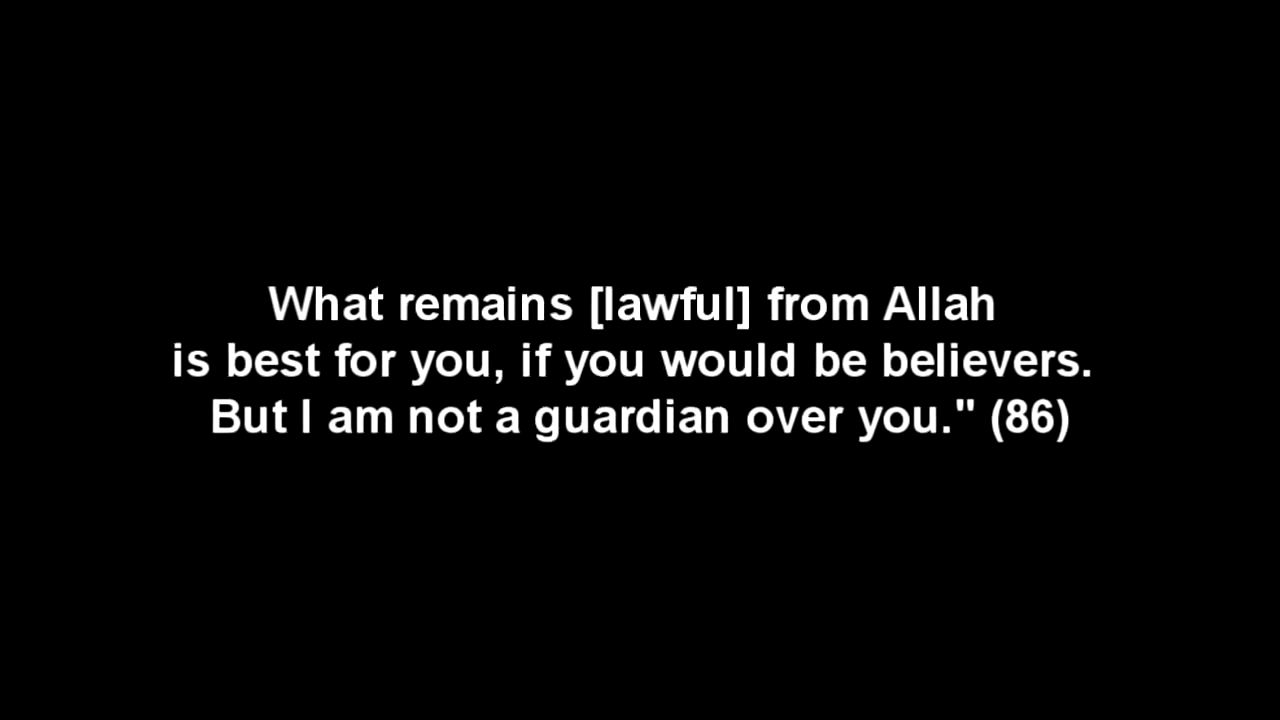 What remains [lawful] from Allah
is best for you, if you would be believers.
But I am not a guardian over you." (86)